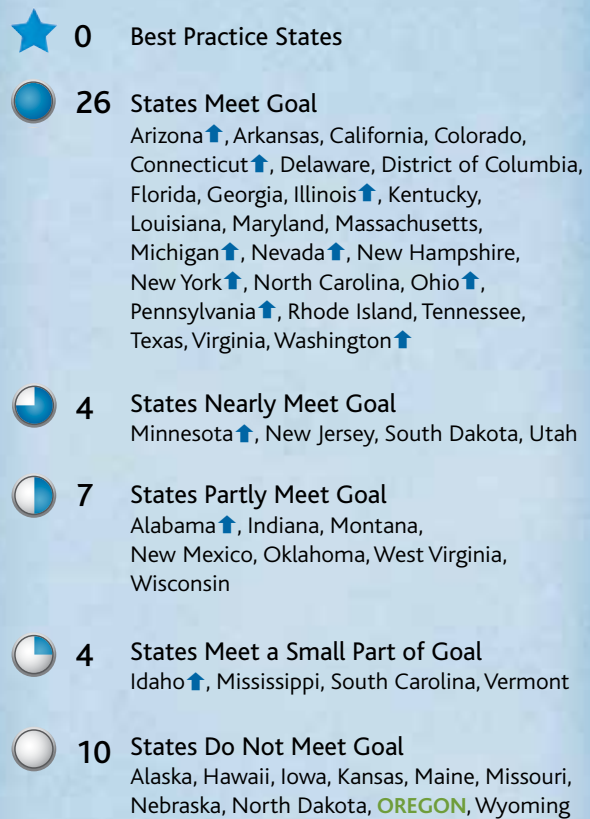 0 Best Practice States
26 States Meet Goal
Arizona⬆, Arkansas, California, Colorado,
Connecticut⬆, Delaware, District of Columbia,
Florida, Georgia, Illinois⬆, Kentucky,
Louisiana, Maryland, Massachusetts,
Michigan⬆, Nevada⬆, New Hampshire,
New York⬆, North Carolina, Ohio⬆,
Pennsylvania⬆, Rhode Island, Tennessee,
Texas, Virginia, Washington⬆
4 States Nearly Meet Goal
Minnesota⬆, New Jersey, South Dakota, Utah
7 States Partly Meet Goal
Alabama⬆, Indiana, Montana,
New Mexico, Oklahoma, West Virginia,
Wisconsin
4 States Meet a Small Part of Goal
Idaho⬆, Mississippi, South Carolina, Vermont
10 States Do Not Meet Goal
Alaska, Hawaii, Iowa, Kansas, Maine, Missouri,
Nebraska, North Dakota, OREGON, Wyoming